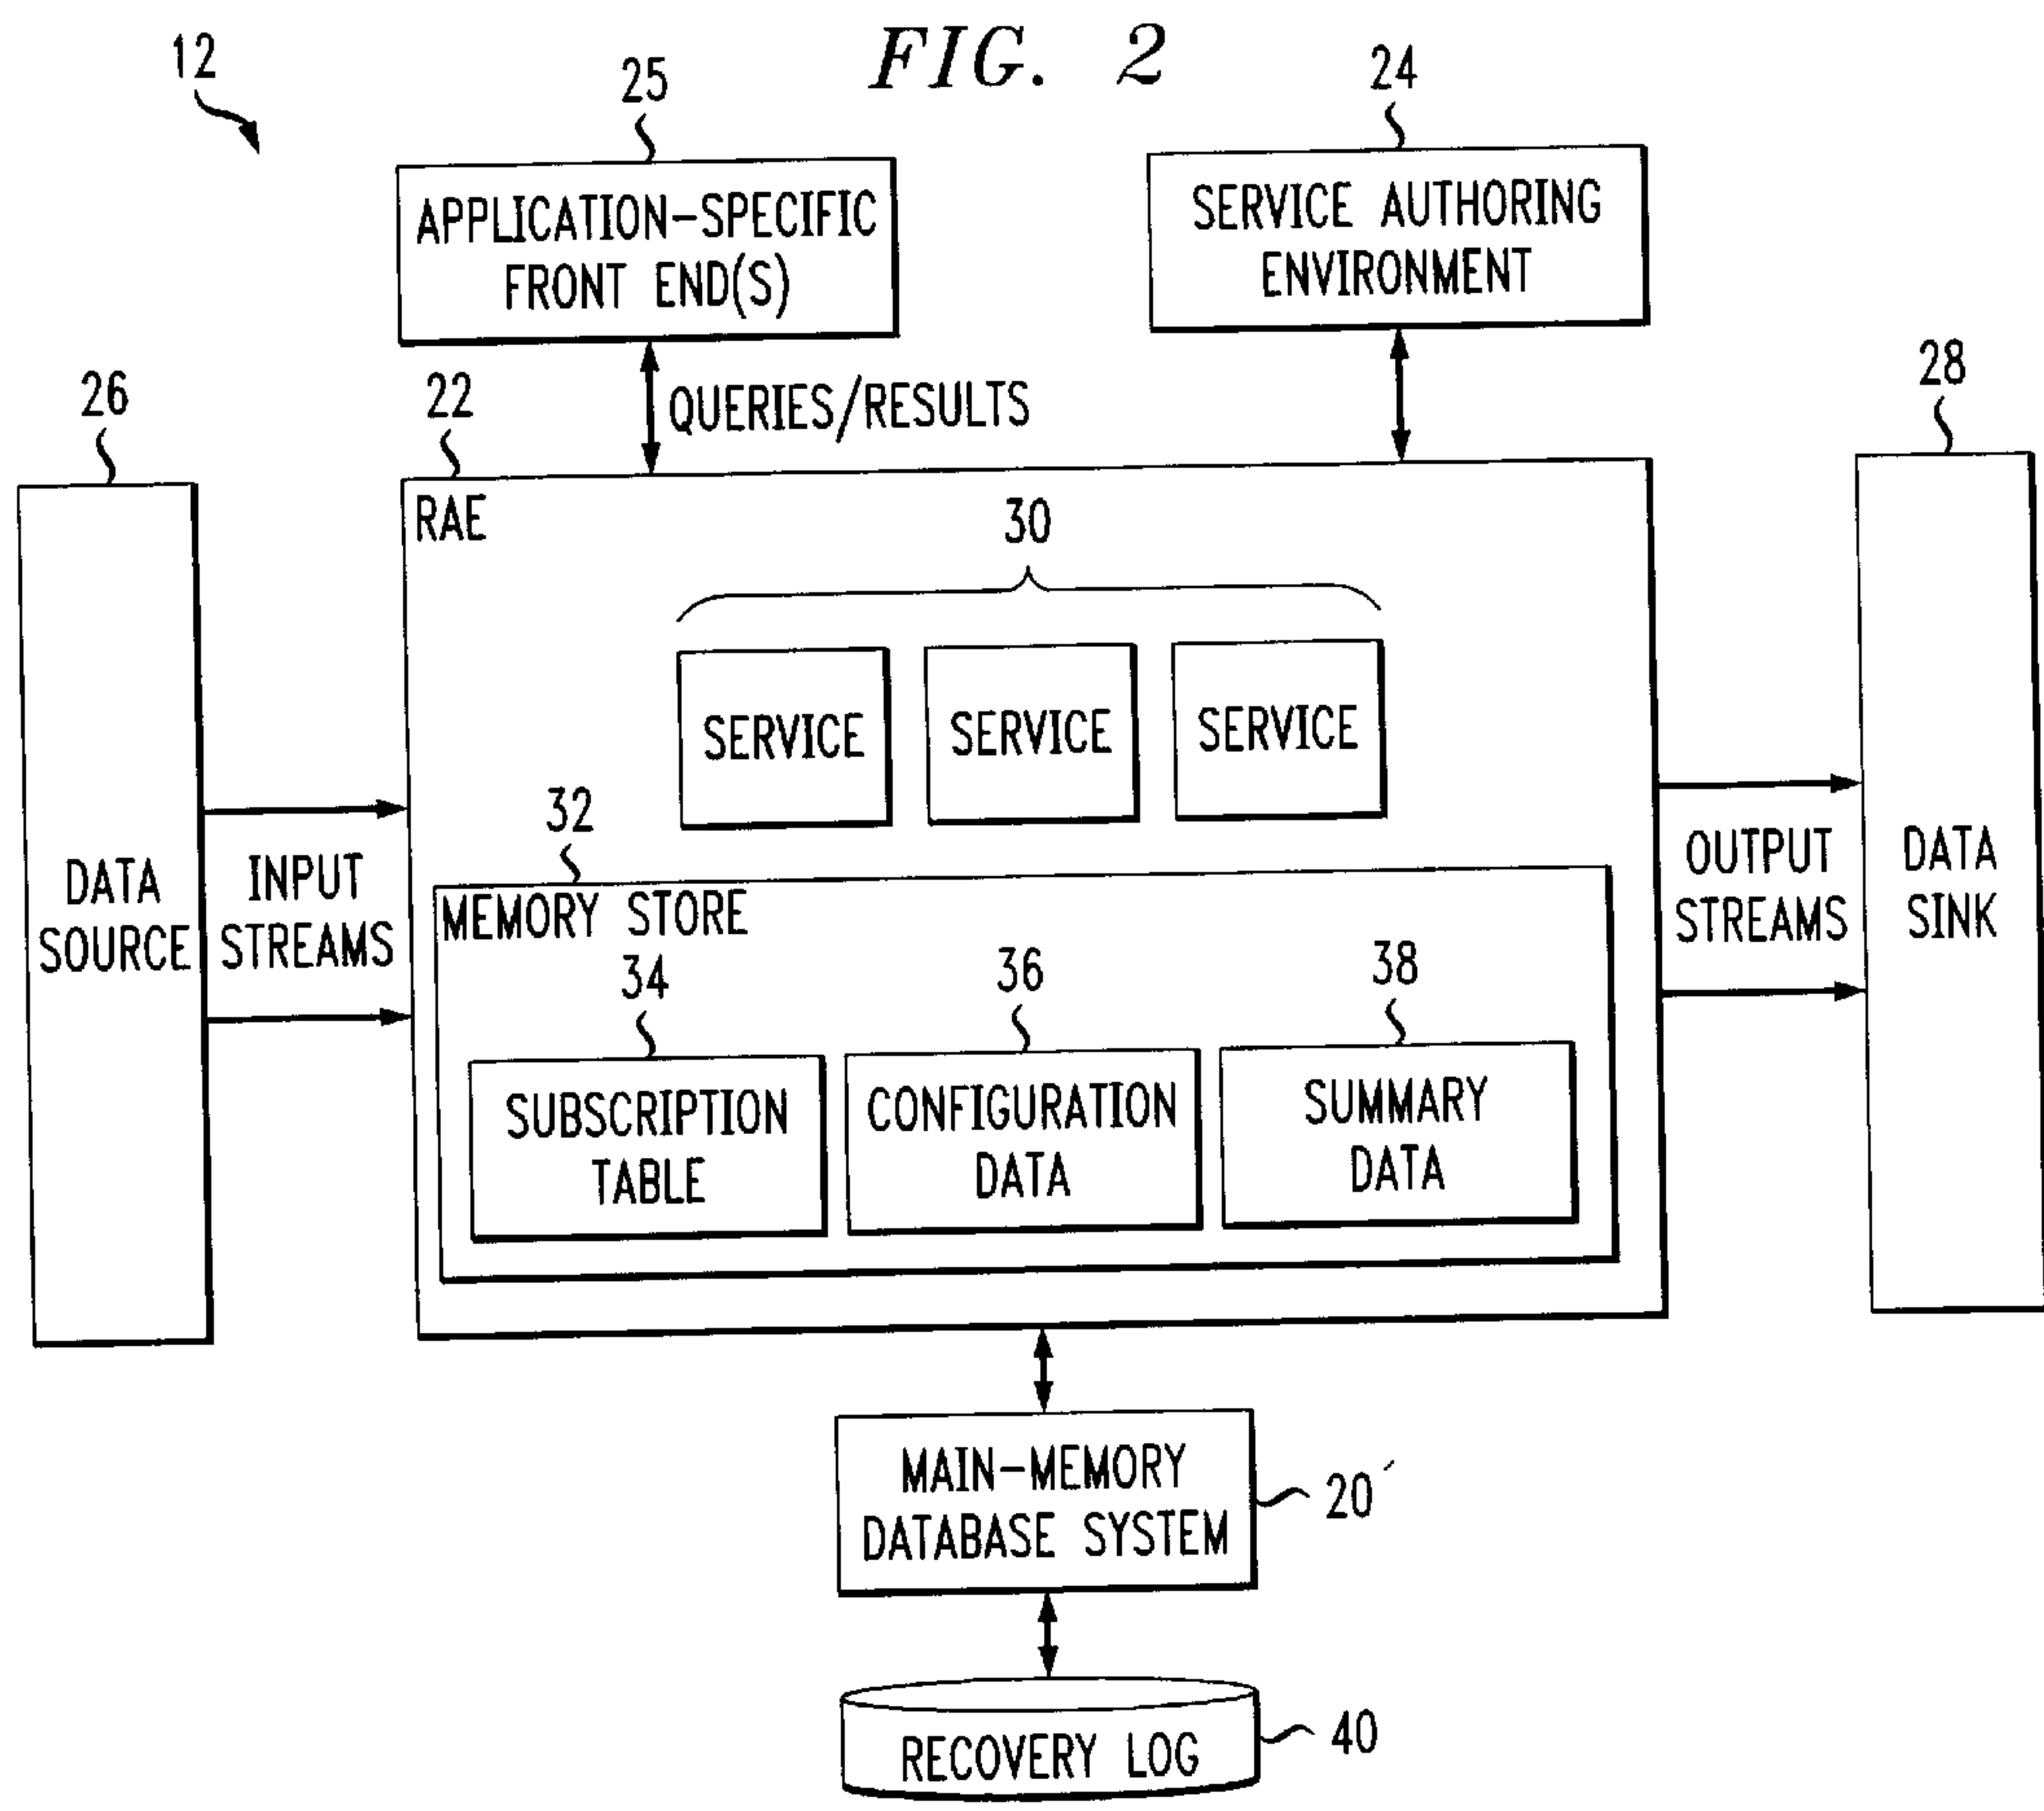 FIG. 2
12
25
24
APPLICATION-SPECIFIC
FRONT END(S)
SERVICE AUTHORING
ENVIRONMENT
26
22
QUERIES/RESULTS
28
RAE
30
SERVICE
SERVICE
SERVICE
32
DATA
SOURCE
INPUT
STREAMS
OUTPUT
STREAMS
DATA
SINK
MEMORY STORE
34
36
38
SUBSCRIPTION
TABLE
CONFIGURATION
DATA
SUMMARY
DATA
MAIN-MEMORY
DATABASE SYSTEM
20´
RECOVERY LOG
40